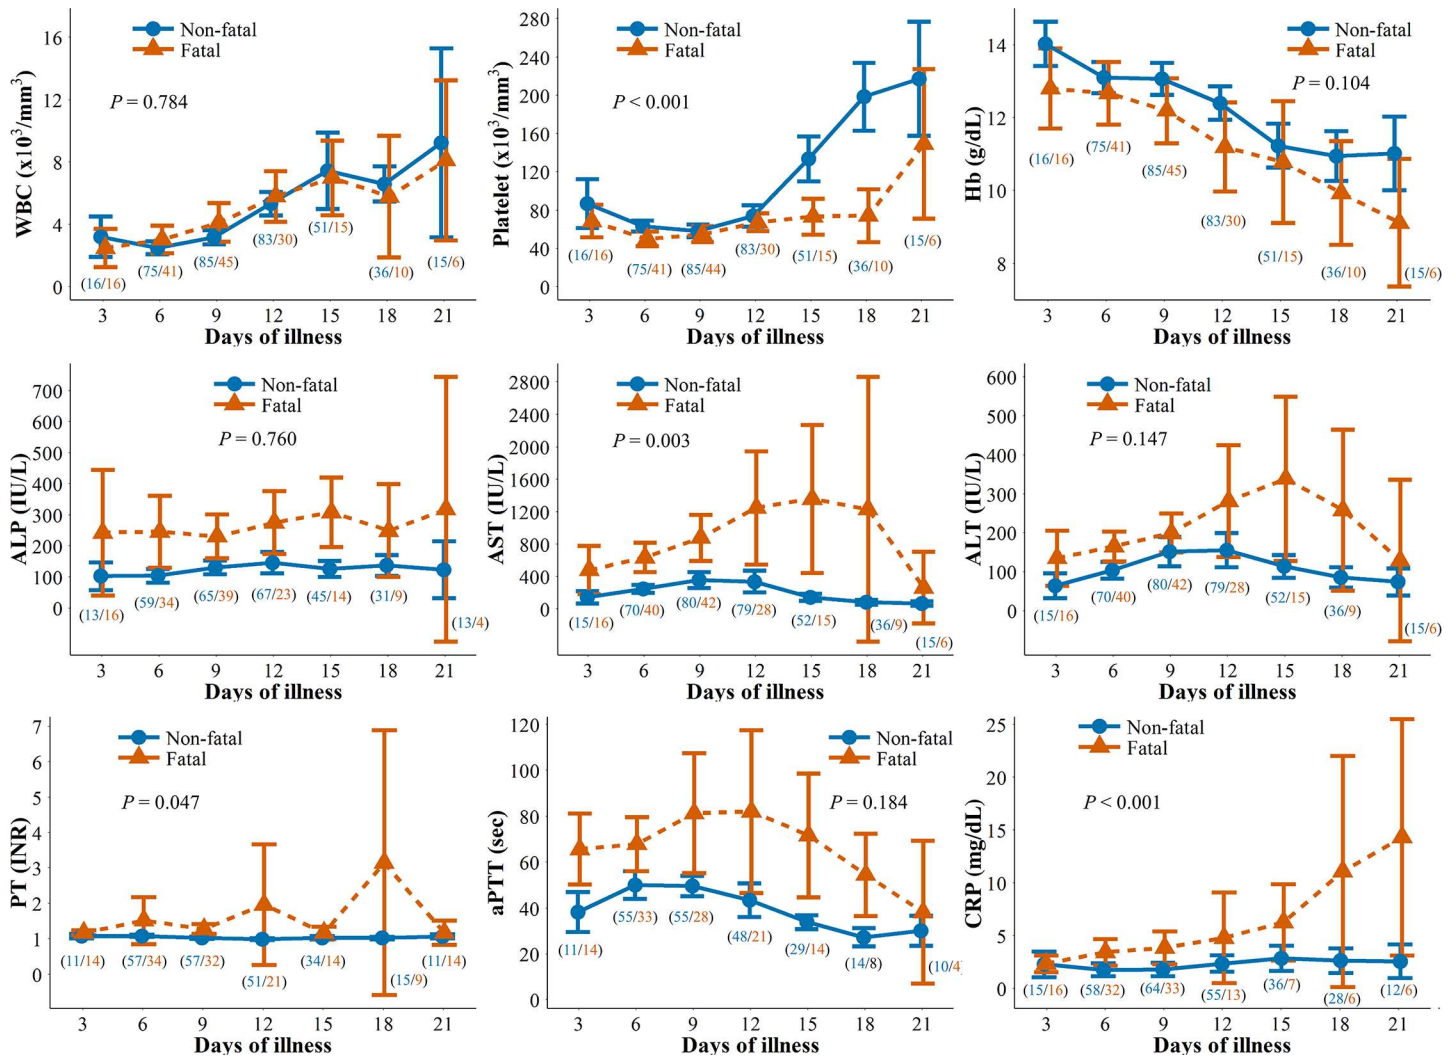 WBC (x10³/mm³)
16
12
8
4
0
Non-fatal
Fatal
P = 0.784
(16/16)
(75/41)
(85/45)
(83/30)
(51/15)
(36/10)
(15/6)
3 6 9 12 15 18 21
Days of illness
Platelet (x10³/mm³)
280
240
200
160
120
80
40
0
Non-fatal
Fatal
P < 0.001
(16/16)
(75/41)
(85/44)
(83/30)
(51/15)
(36/10)
(15/6)
3 6 9 12 15 18 21
Days of illness
Hb (g/dL)
14
12
10
8
Non-fatal
Fatal
P = 0.104
(16/16)
(75/41)
(85/45)
(83/30)
(51/15)
(36/10)
(15/6)
3 6 9 12 15 18 21
Days of illness
ALP (IU/L)
700
600
500
400
300
200
100
0
Non-fatal
Fatal
P = 0.760
(13/16)
(59/34)
(65/39)
(67/23)
(45/14)
(31/9)
(13/4)
3 6 9 12 15 18 21
Days of illness
AST (IU/L)
2800
2400
2000
1600
1200
800
400
0
Non-fatal
Fatal
P = 0.003
(15/16)
(70/40)
(80/42)
(79/28)
(52/15)
(36/9)
(15/6)
3 6 9 12 15 18 21
Days of illness
ALT (IU/L)
600
500
400
300
200
100
0
Non-fatal
Fatal
P = 0.147
(15/16)
(70/40)
(80/42)
(79/28)
(52/15)
(36/9)
(15/6)
3 6 9 12 15 18 21
Days of illness
PT (INR)
7
6
5
4
3
2
1
0
Non-fatal
Fatal
P = 0.047
(11/14)
(57/34)
(57/32)
(51/21)
(34/14)
(15/9)
(11/14)
3 6 9 12 15 18 21
Days of illness
aPTT (sec)
120
100
80
60
40
20
0
Non-fatal
Fatal
P = 0.184
(11/14)
(55/33)
(55/28)
(48/21)
(29/14)
(14/8)
(10/4
3 6 9 12 15 18 21
Days of illness
CRP (mg/dL)
25
20
15
10
5
0
Non-fatal
Fatal
P < 0.001
(15/16)
(58/32)
(64/33)
(55/13)
(36/7)
(28/6)
(12/6)
3 6 9 12 15 18 21
Days of illness